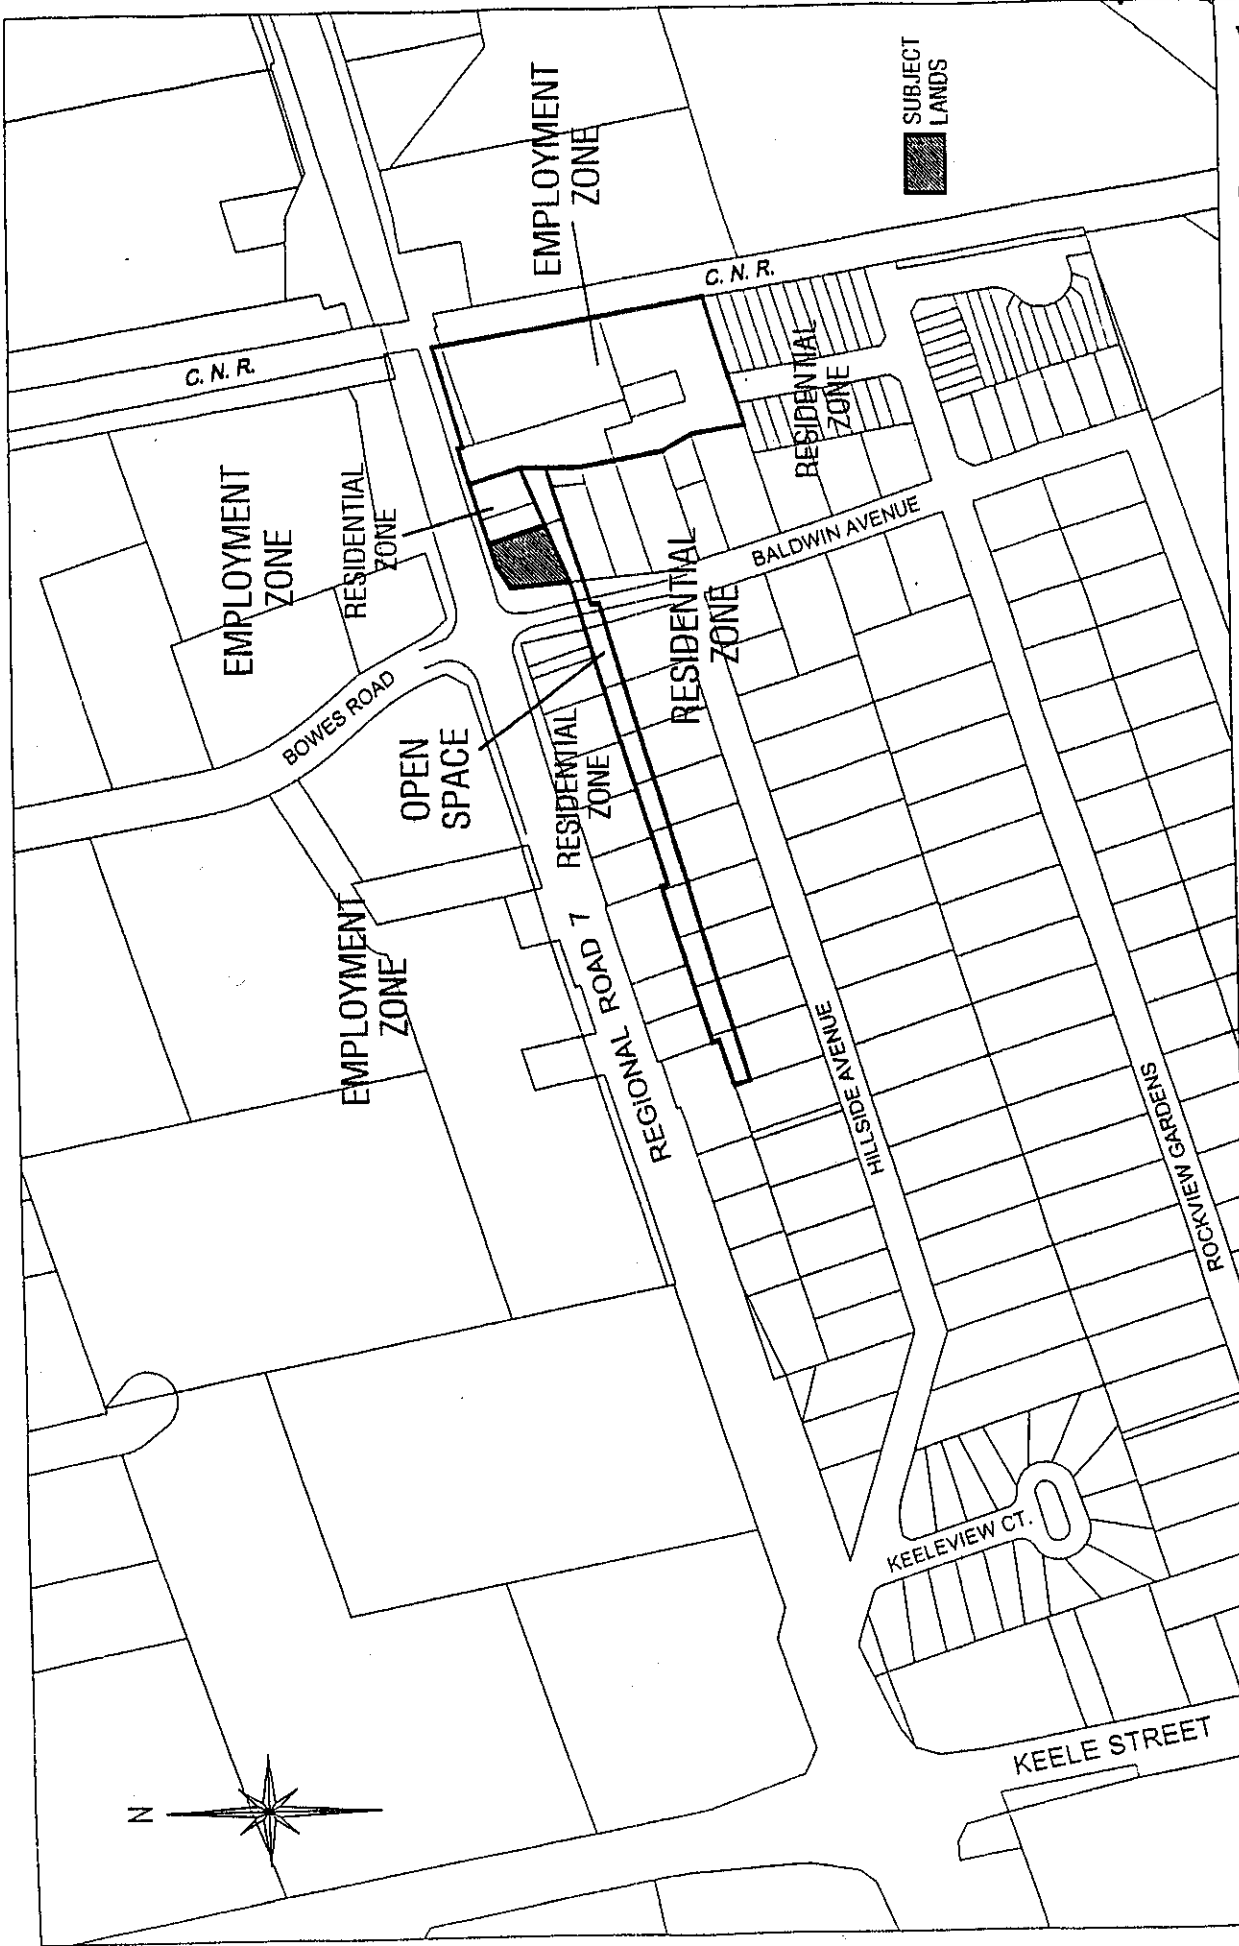 SUBJECT
LANDS
EMPLOYMENT
ZONE
C. N. R.
C. N. R.
EMPLOYMENT
ZONE
RESIDENTIAL
ZONE
RESIDENTIAL
ZONE
BOWES ROAD
OPEN
SPACE
RESIDENTIAL
ZONE
RESIDENTIAL
ZONE
BALDWIN AVENUE
EMPLOYMENT
ZONE
REGIONAL ROAD 7
HILLSIDE AVENUE
ROCKVIEW GARDENS
KEELEVIEW CT.
KEELE STREET
N